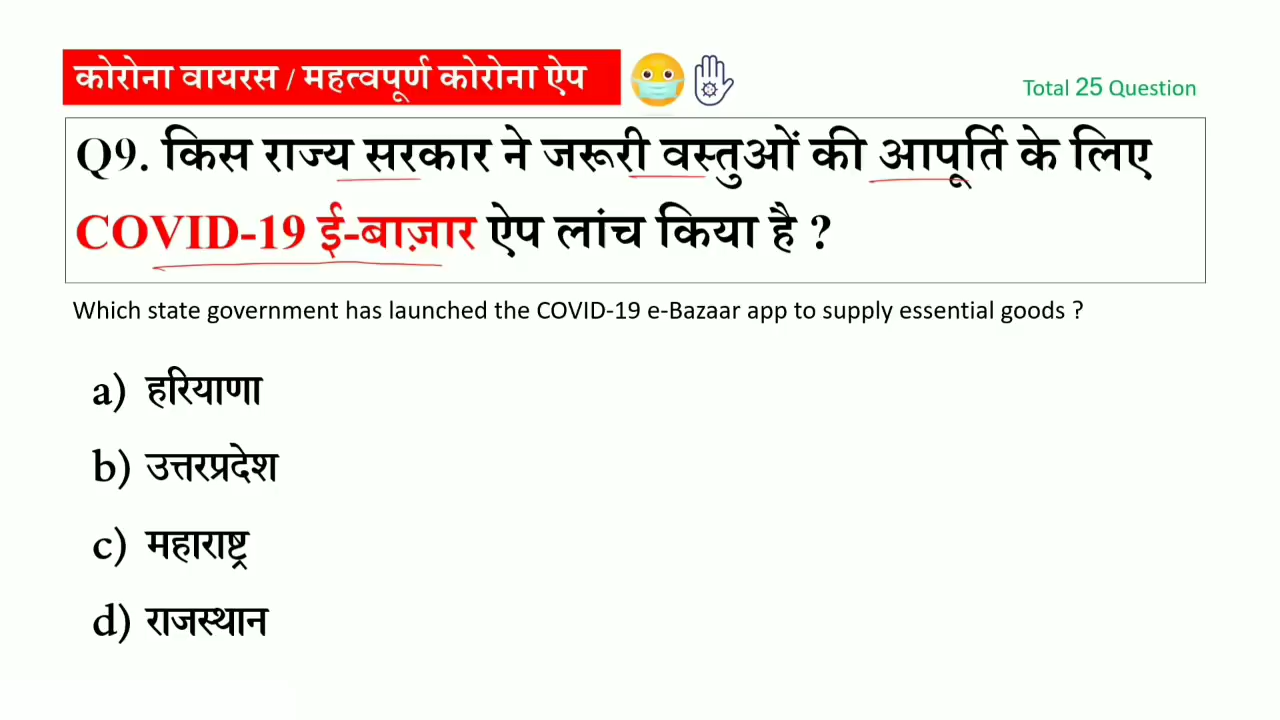 कोरोना वायरस / महत्वपूर्ण कोरोना ऐप
Total 25 Question
Q9. किस राज्य सरकार ने जरूरी वस्तुओं की आपूर्ति के लिए
COVID-19 ई-बाज़ार ऐप लांच किया है ?
Which state government has launched the COVID-19 e-Bazaar app to supply essential goods ?
a) हरियाणा
b) उत्तरप्रदेश
c) महाराष्ट्र
d) राजस्थान